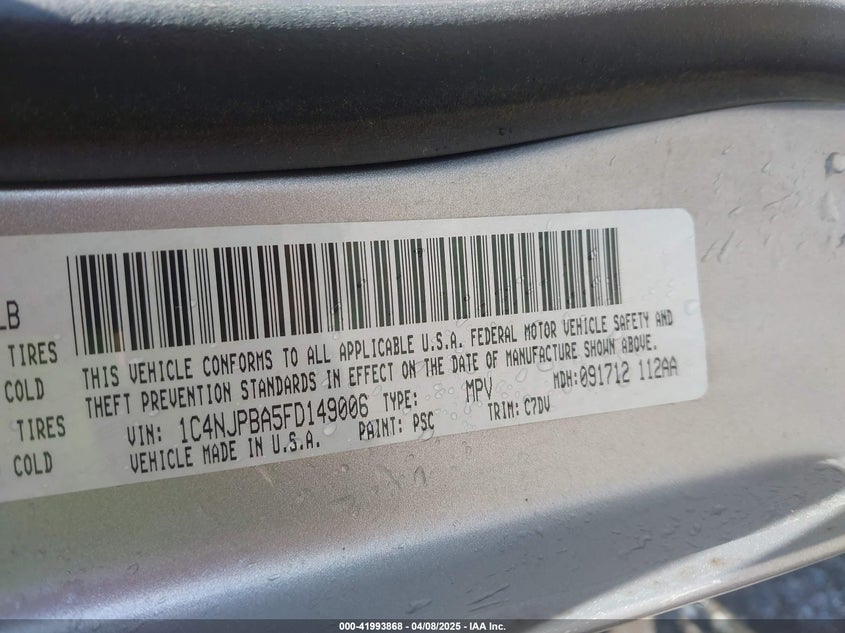 LB
TIRES
COLD
TIRES
COLD
THIS VEHICLE CONFORMS TO ALL APPLICABLE U.S.A. FEDERAL MOTOR VEHICLE SAFETY AND
THEFT PREVENTION STANDARDS IN EFFECT ON THE DATE OF MANUFACTURE SHOWN ABOVE.
VIN: 1C4NJPBA5FD149006 TYPE: MPV MDH:091712 112AA
VEHICLE MADE IN U.S.A. PAINT: PSC TRIM: C7DV
000-41993868 - 04/08/2025 - IAA Inc.